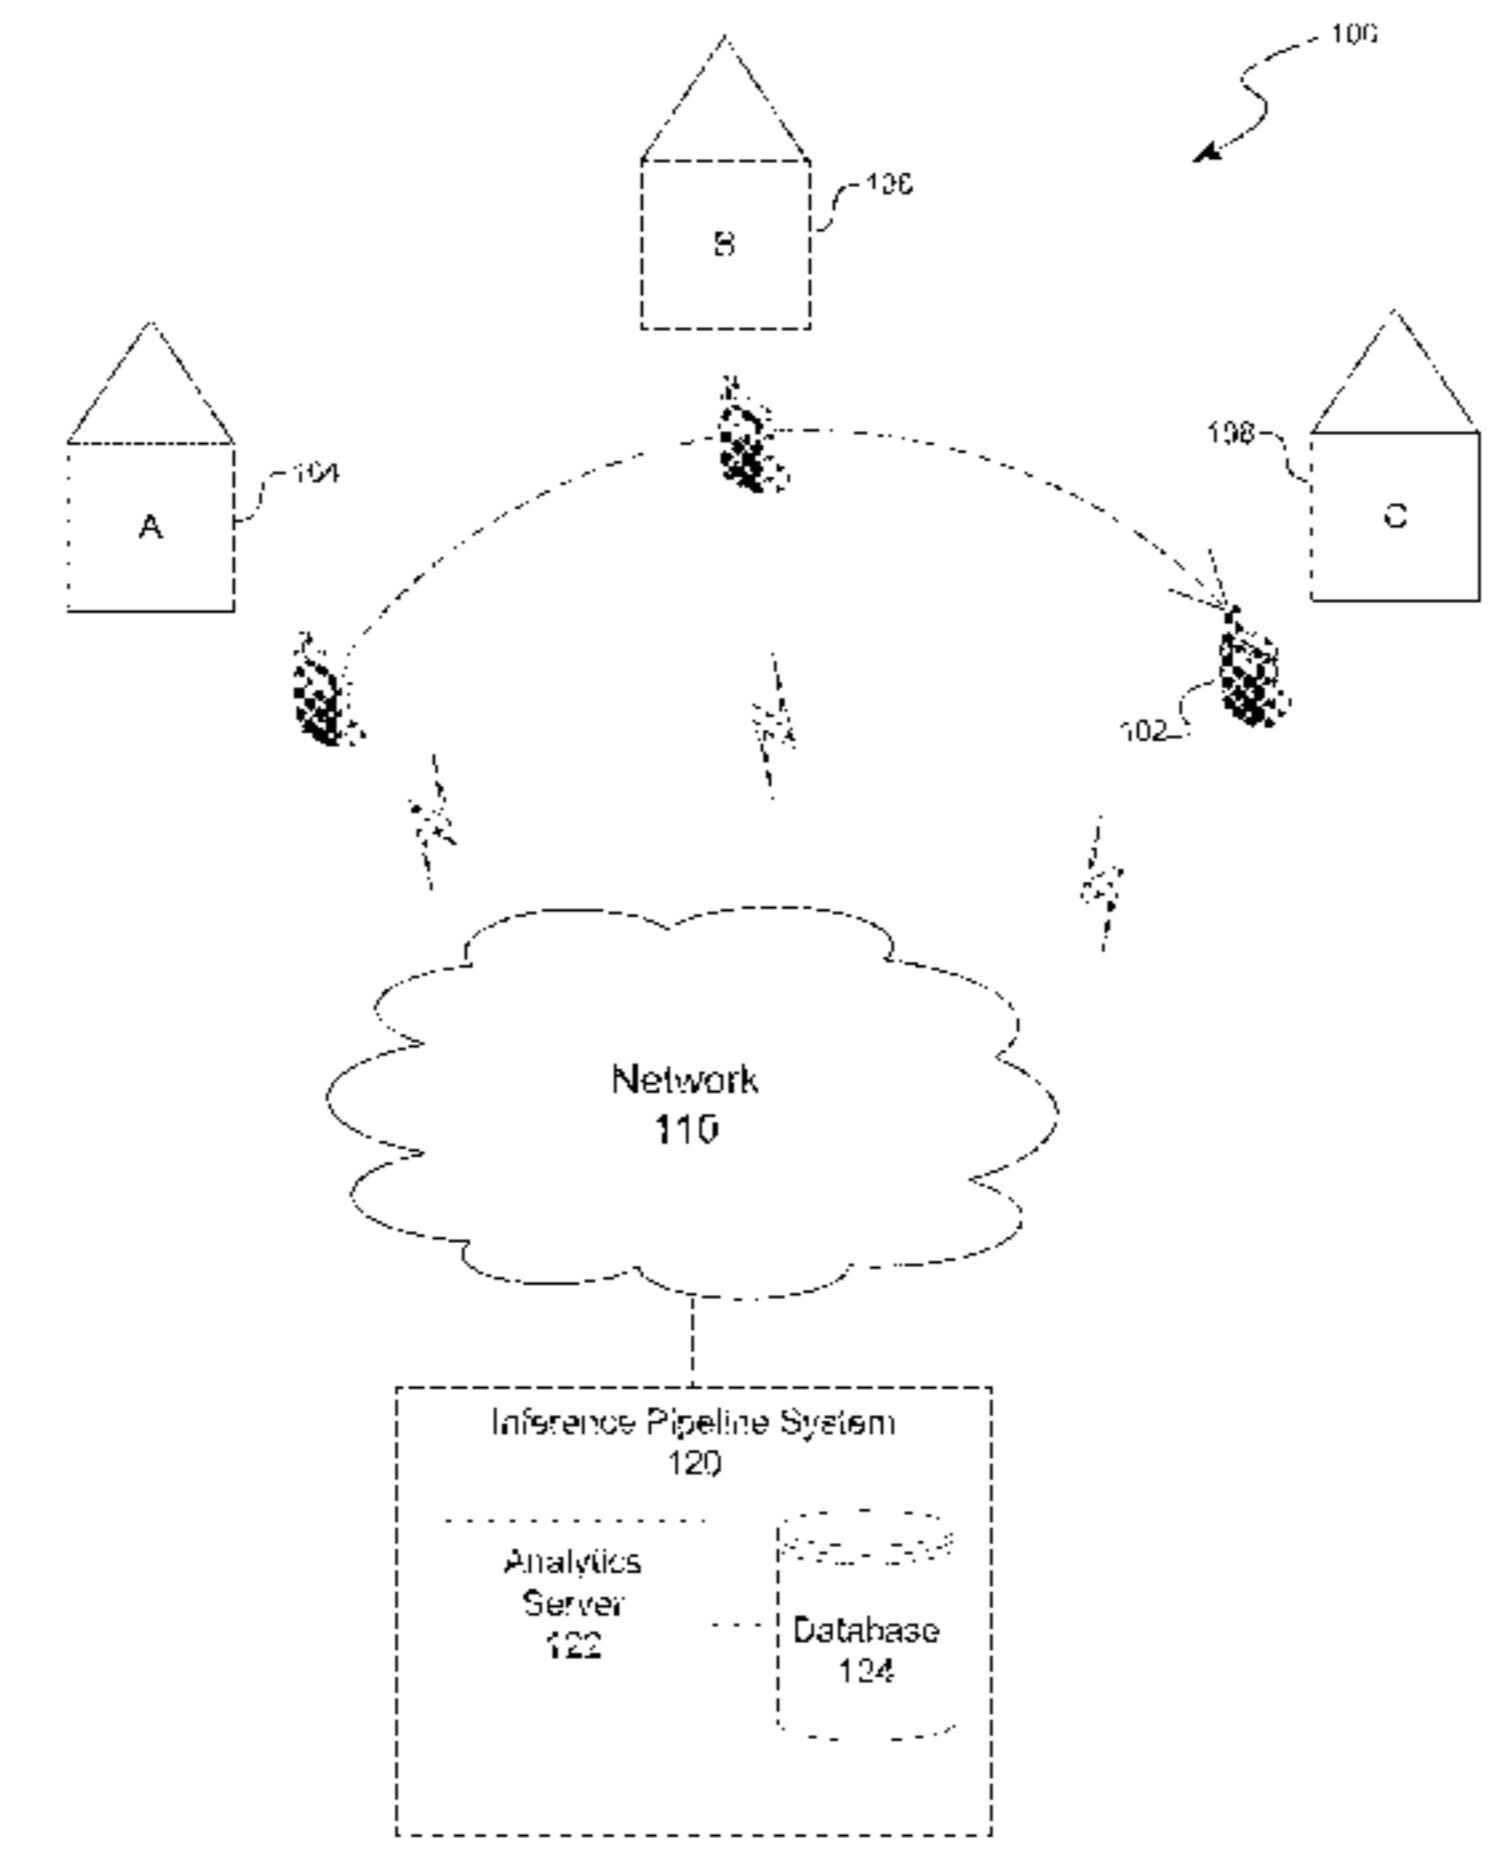 100
106
B
104
A
108
C
102
Network
110
Inference Pipeline System
120
Analytics
Server
122
Database
124